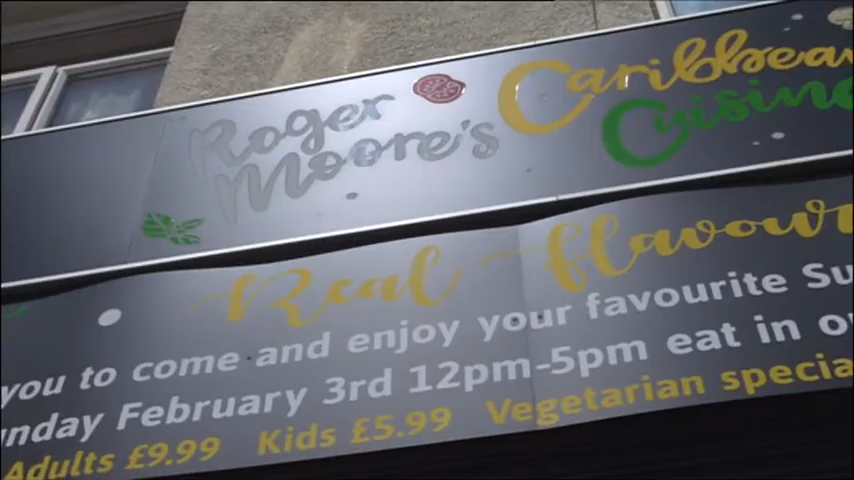 Roger Moore's Caribbean Cuisine
Real flavour
you to come and enjoy your favourite
February 3rd 12pm-5pm eat in
Adults £9.99 Kids £5.99 Vegetarian